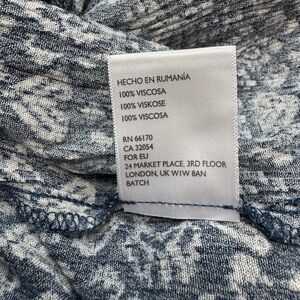 HECHO EN RUMANÍA
100% VISCOSA
100% VISKOSE
100% VISCOSA
RN 66170
CA 32054
FOR EU
24 MARKET PLACE, 3RD FLOOR
LONDON, UK W1W 8AN
BATCH